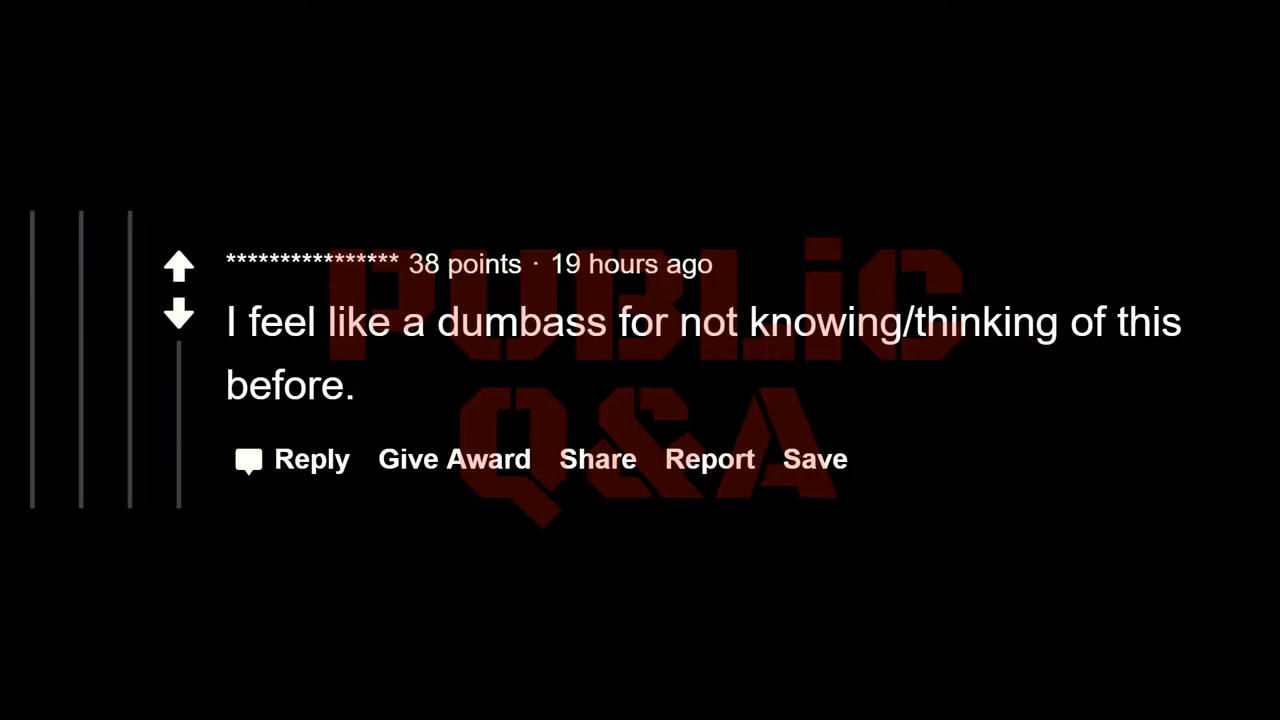 **************** 38 points · 19 hours ago
I feel like a dumbass for not knowing/thinking of this
before.
Reply Give Award Share Report Save
PUBLiC
Q&A